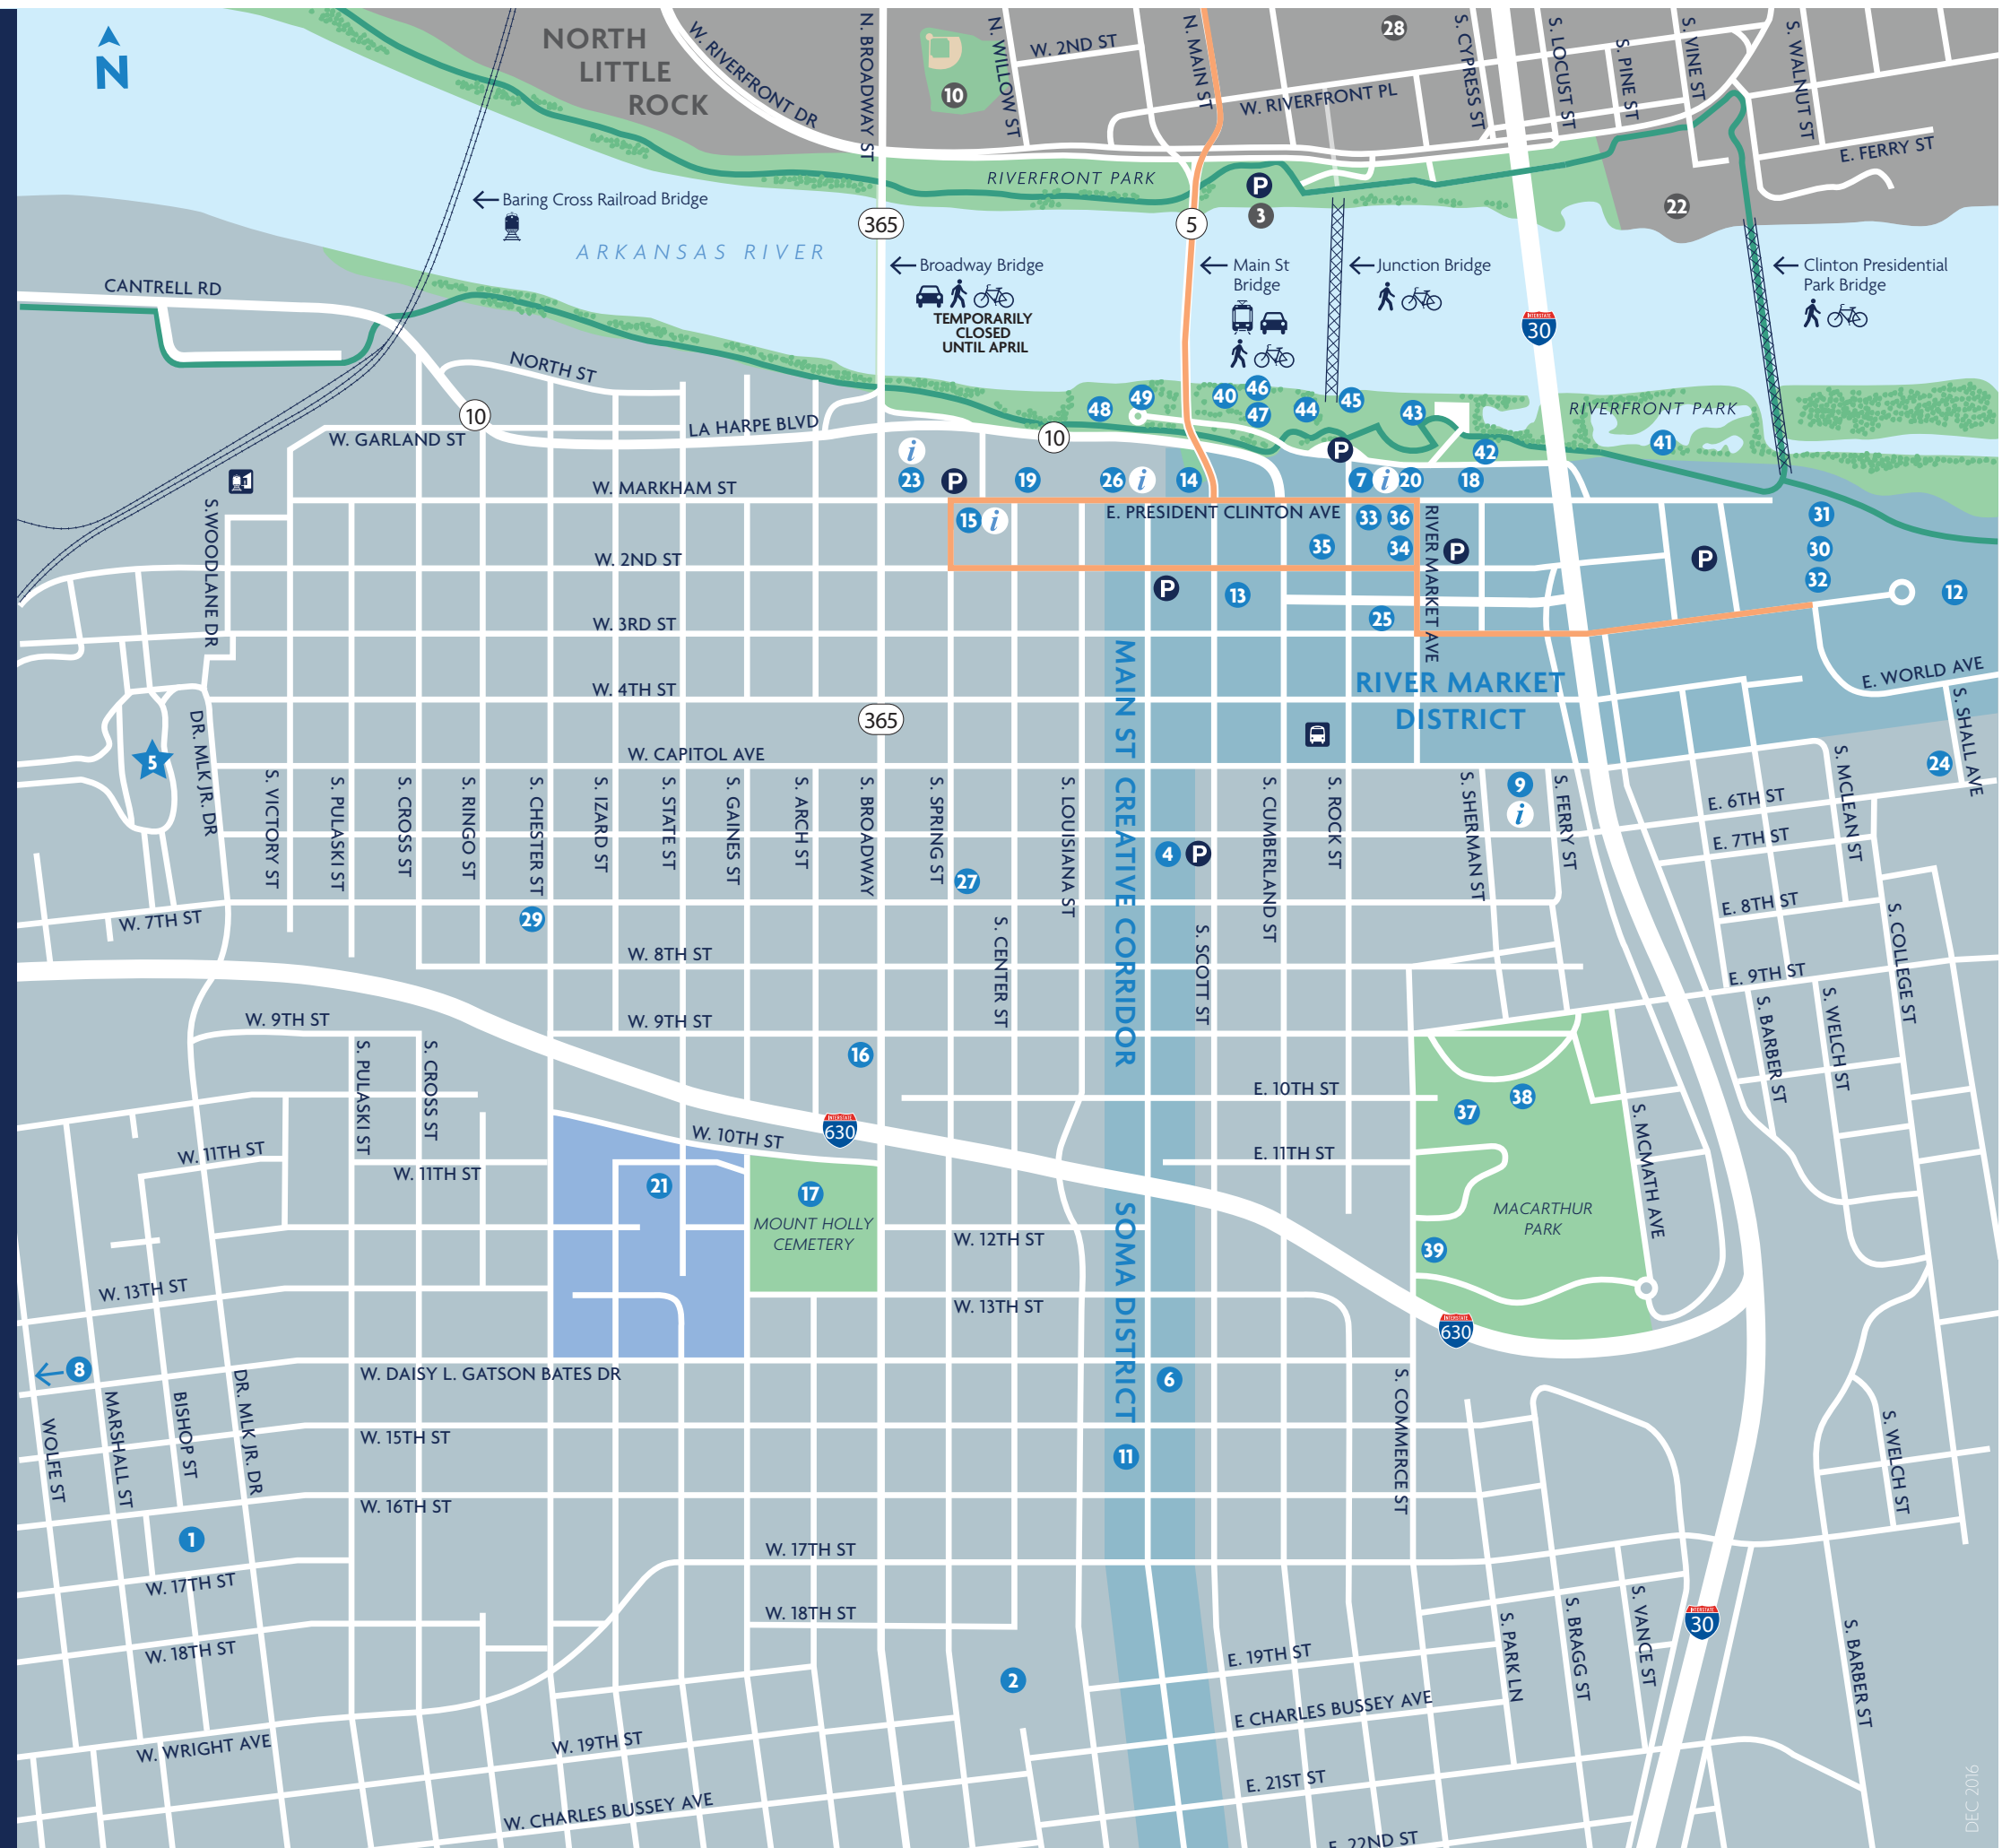 N
NORTH
LITTLE
ROCK
W. RIVERFRONT DR
N. BROADWAY ST
10
N. WILLOW ST
W. 2ND ST
N. MAIN ST
28
W. RIVERFRONT PL
S. CYPRESS ST
S. LOCUST ST
S. PINE ST
S. VINE ST
S. WALNUT ST
E. FERRY ST
RIVERFRONT PARK
P
3
22
Baring Cross Railroad Bridge
ARKANSAS RIVER
365
5
Broadway Bridge
TEMPORARILY
CLOSED
UNTIL APRIL
Main St
Bridge
Junction Bridge
INTERSTATE
30
Clinton Presidential
Park Bridge
CANTRELL RD
NORTH ST
10
W. GARLAND ST
LA HARPE BLVD
10
48
49
40
46
47
44
45
43
42
RIVERFRONT PARK
41
P
i
23
P
19
26
i
14
7
i
20
18
W. MARKHAM ST
15
i
E. PRESIDENT CLINTON AVE
33
36
35
34
RIVER MARKET AVE
P
P
31
30
32
12
S.WOODLANE DR
W. 2ND ST
P
13
25
W. 3RD ST
W. 4TH ST
365
RIVER MARKET
DISTRICT
E. WORLD AVE
S. SHALL AVE
24
5
DR. MLK JR. DR
W. CAPITOL AVE
MAIN ST CREATIVE CORRIDOR
S. VICTORY ST
S. PULASKI ST
S. CROSS ST
S. RINGO ST
S. CHESTER ST
S. IZARD ST
S. STATE ST
S. GAINES ST
S. ARCH ST
S. BROADWAY
S. SPRING ST
S. LOUISIANA ST
S. CUMBERLAND ST
S. ROCK ST
S. SHERMAN ST
9
i
S. FERRY ST
E. 6TH ST
S. MCLEAN ST
E. 7TH ST
4
P
27
29
W. 7TH ST
S. CENTER ST
S. SCOTT ST
E. 8TH ST
S. COLLEGE ST
W. 8TH ST
E. 9TH ST
W. 9TH ST
W. 9TH ST
S. BARBER ST
S. WELCH ST
16
S. PULASKI ST
S. CROSS ST
E. 10TH ST
37
38
INTERSTATE
630
W. 10TH ST
W. 11TH ST
W. 11TH ST
E. 11TH ST
S. MCMATH AVE
21
17
MOUNT HOLLY
CEMETERY
MACARTHUR
PARK
39
W. 12TH ST
SOMA DISTRICT
W. 13TH ST
W. 13TH ST
INTERSTATE
630
8
W. DAISY L. GATSON BATES DR
6
WOLFE ST
MARSHALL ST
BISHOP ST
DR. MLK JR. DR
S. COMMERCE ST
S. WELCH ST
W. 15TH ST
11
W. 16TH ST
1
W. 17TH ST
W. 17TH ST
W. 18TH ST
W. 18TH ST
2
E. 19TH ST
S. PARK LN
S. BRAGG ST
S. VANCE ST
INTERSTATE
30
S. BARBER ST
E CHARLES BUSSEY AVE
W. WRIGHT AVE
W. 19TH ST
E. 21ST ST
W. CHARLES BUSSEY AVE
E. 22ND ST
DEC 2016